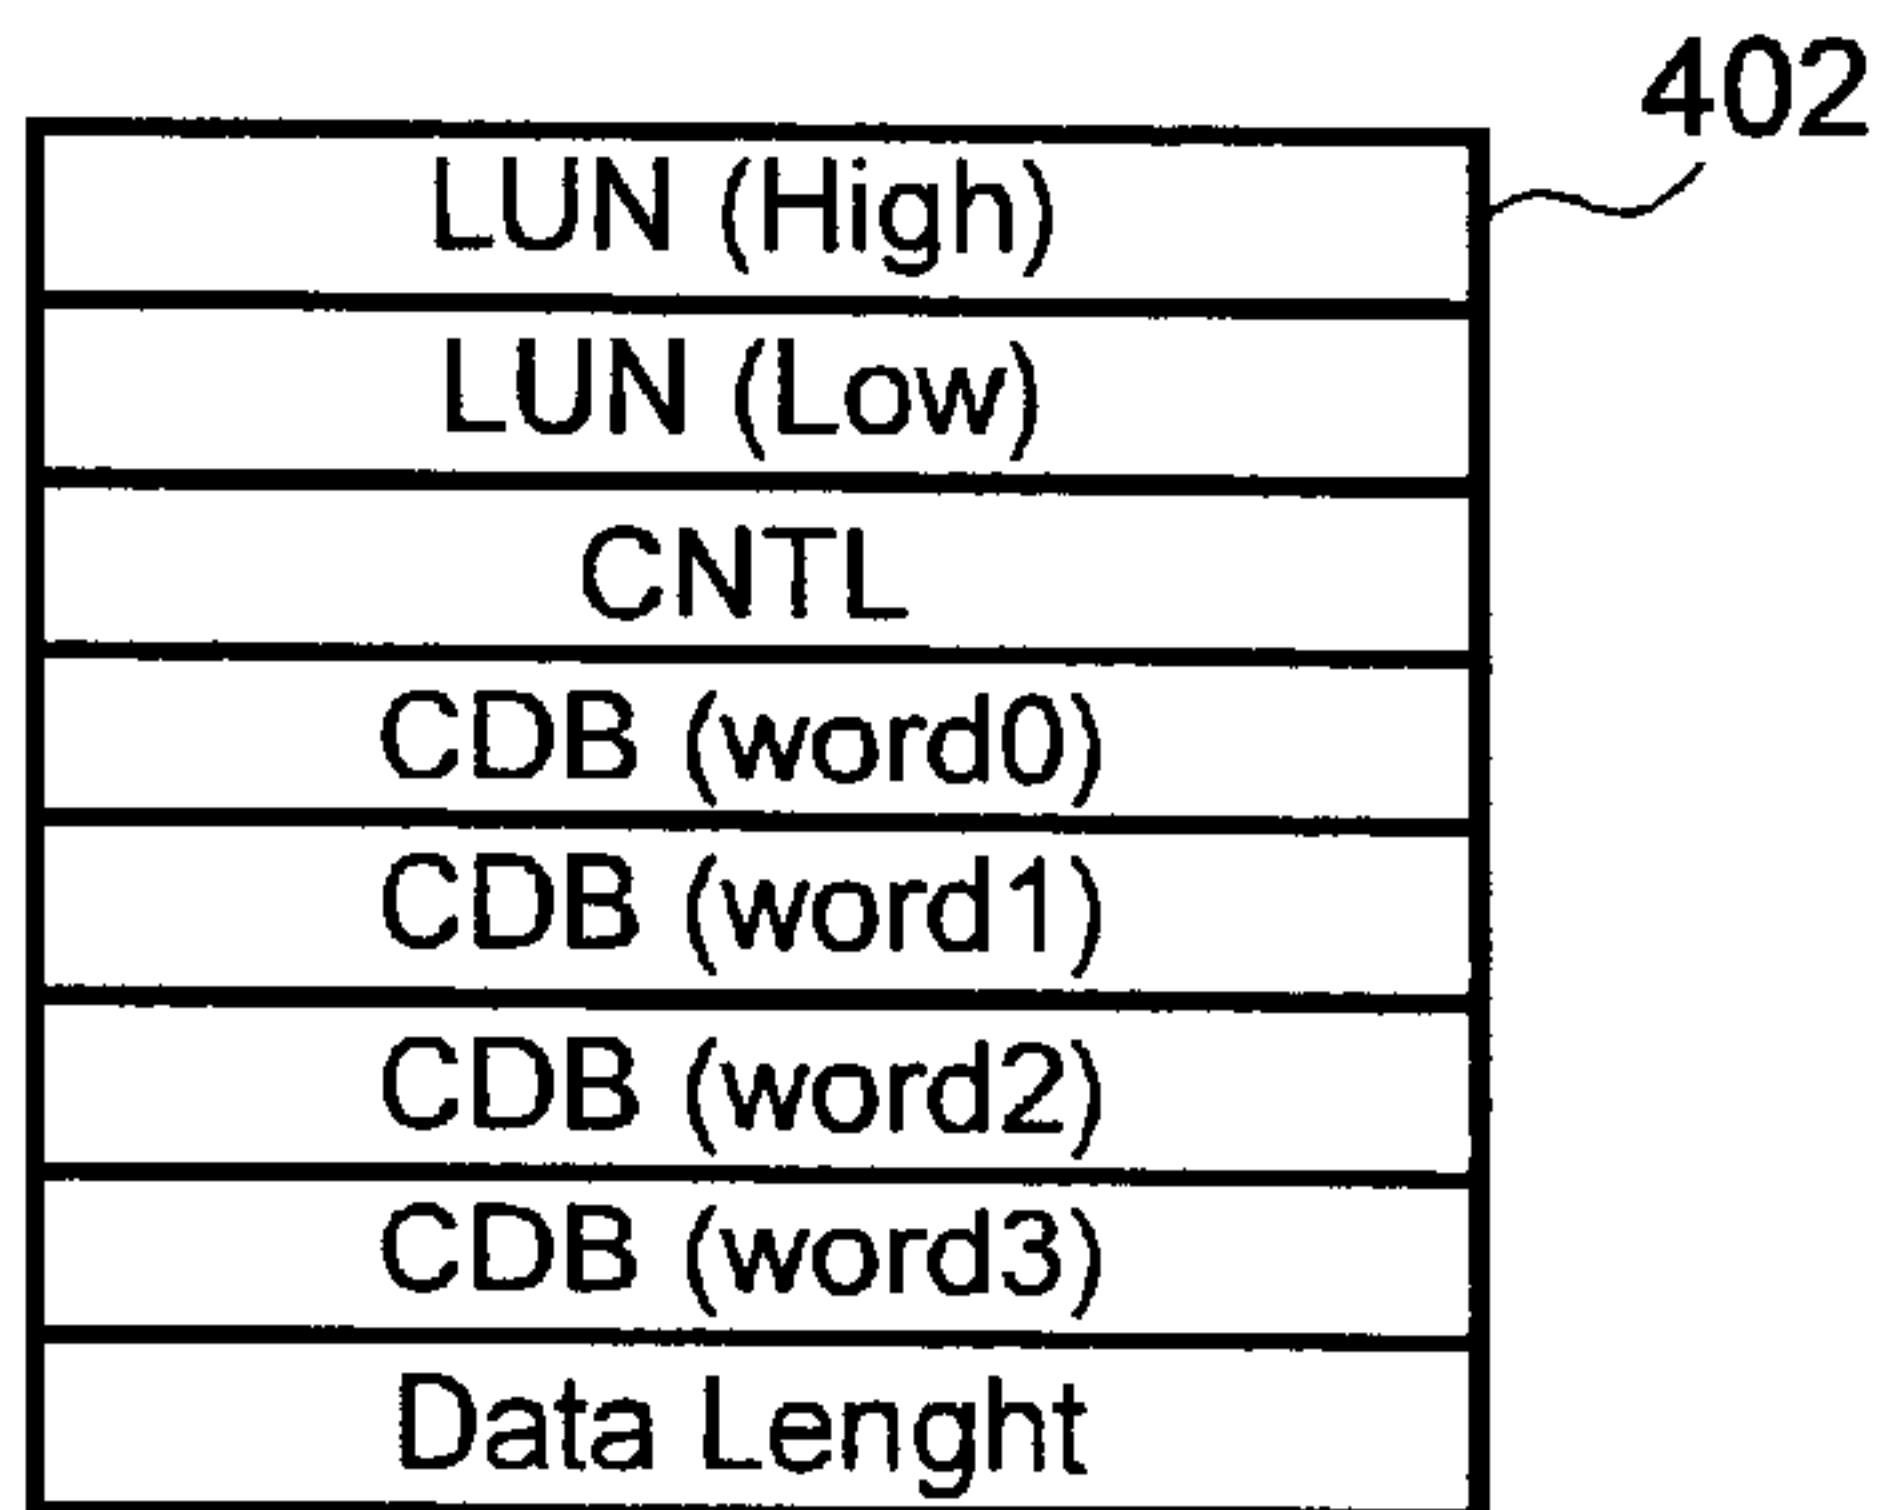 402
LUN (High)
LUN (Low)
CNTL
CDB (word0)
CDB (word1)
CDB (word2)
CDB (word3)
Data Lenght